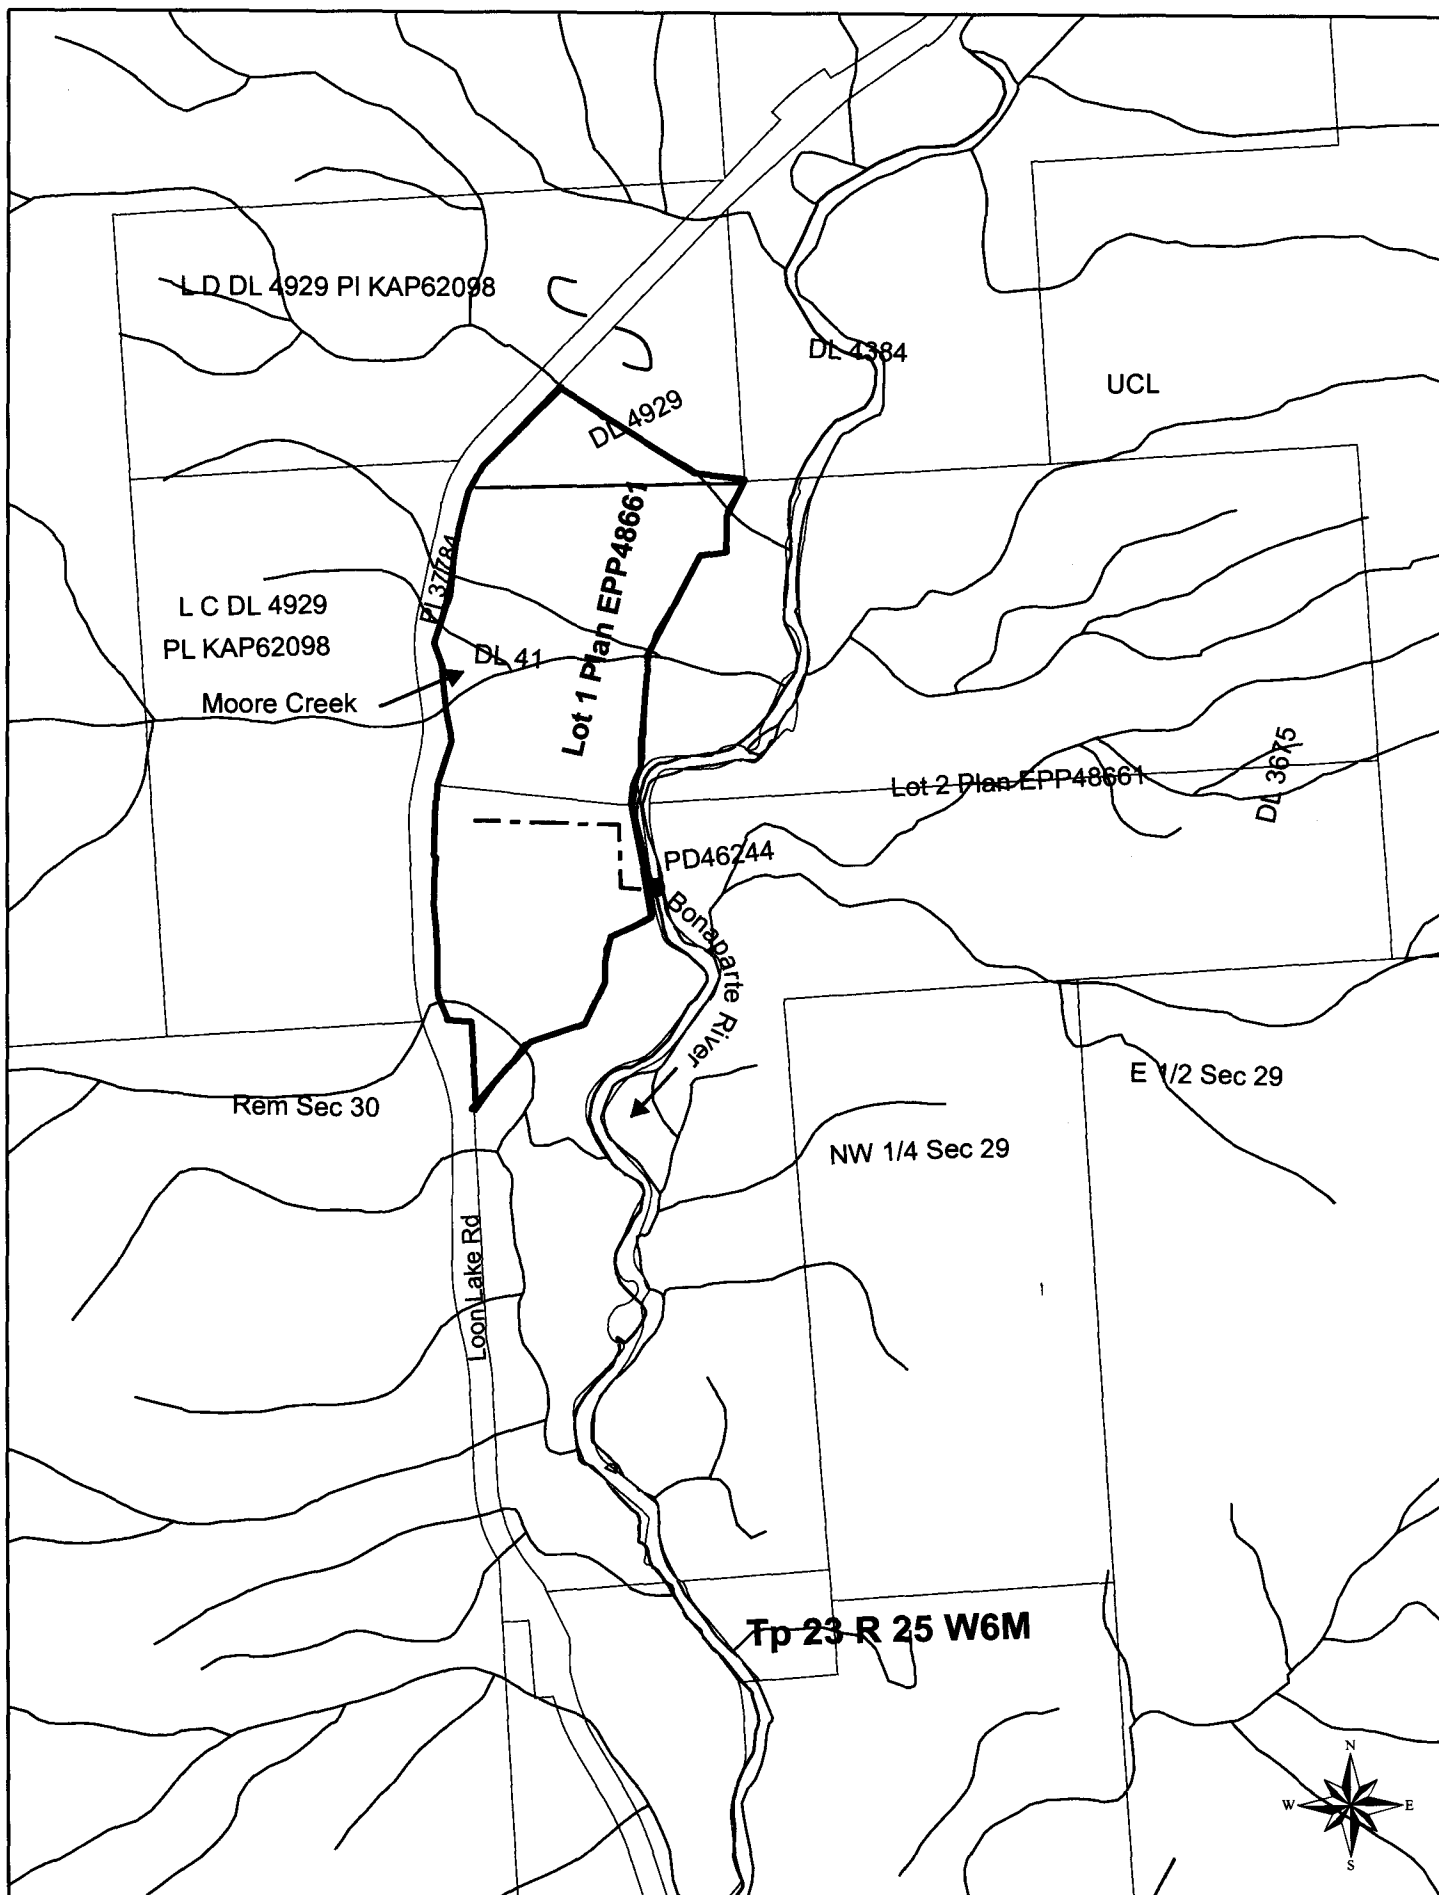 L D DL 4929 Pl KAP62098
DL 4384
UCL
DL 4929
Lot 1 Plan EPP48661
Pl 37784
L C DL 4929
PL KAP62098
DL 41
Moore Creek
Lot 2 Plan EPP48661
DL 3675
PD46244
Bonaparte River
E 1/2 Sec 29
Rem Sec 30
NW 1/4 Sec 29
Loon Lake Rd
Tp 23 R 25 W6M
N
W
E
S